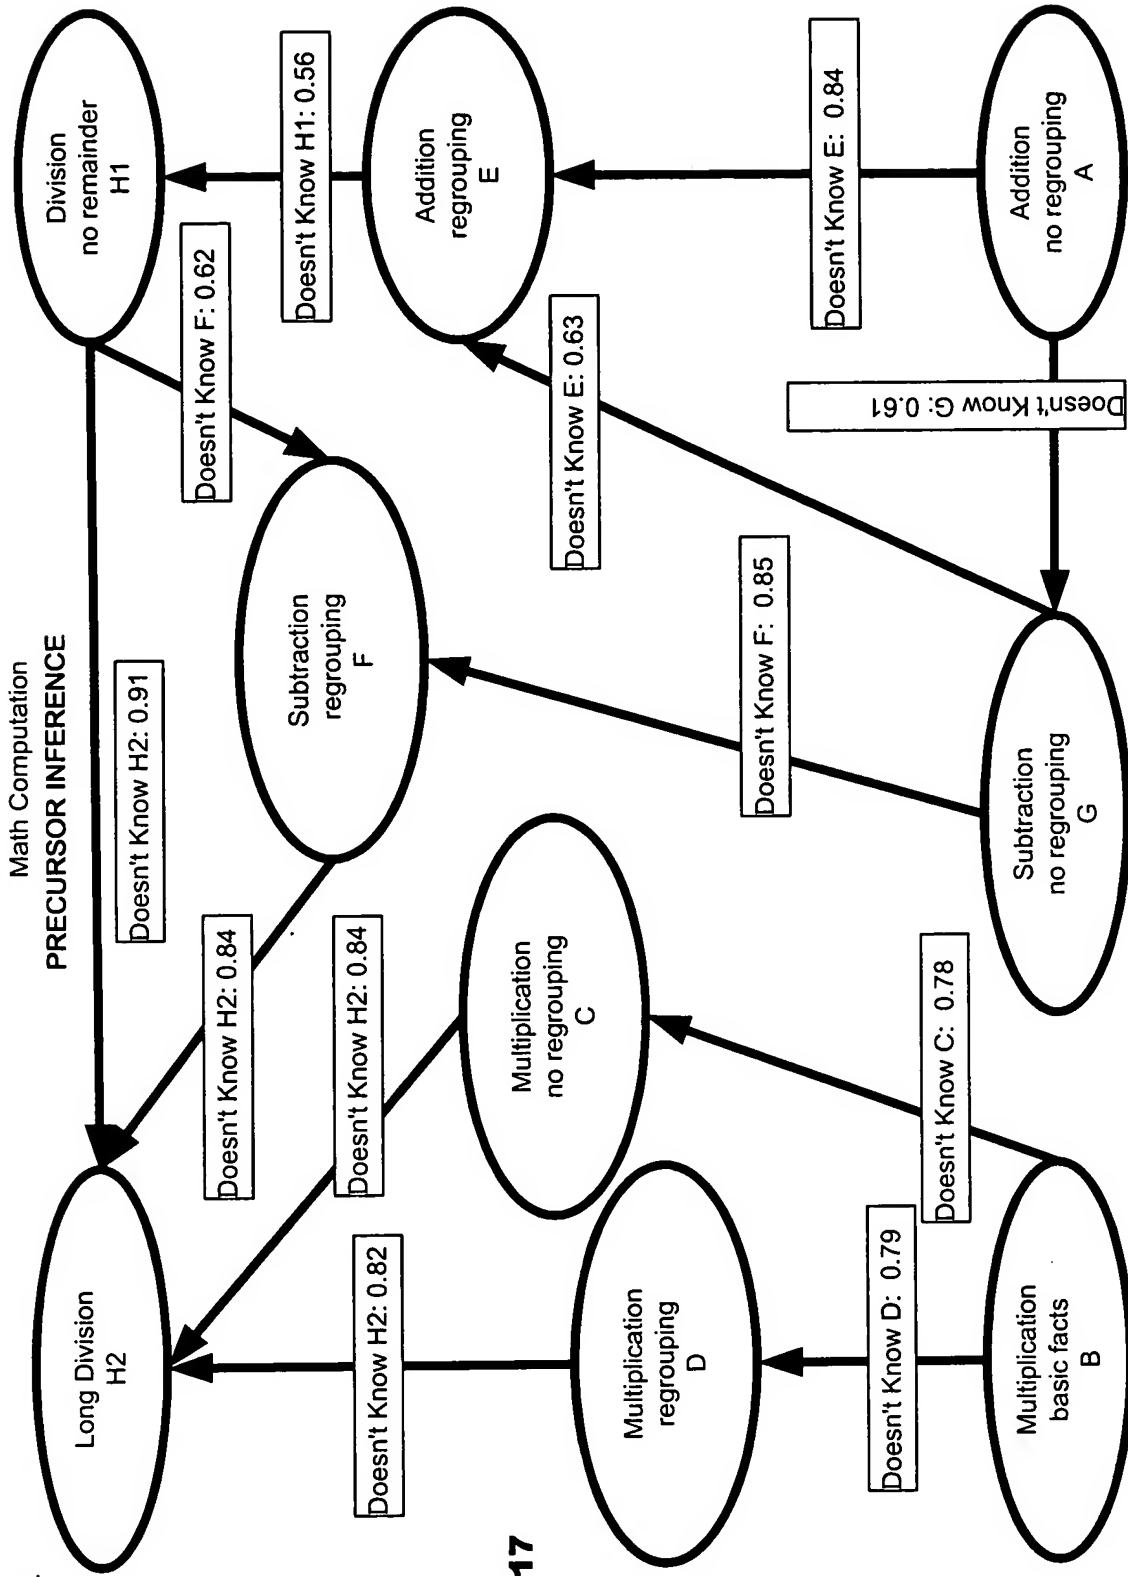 Math Computation
PRECURSOR INFERENCE
Long Division
H2
Doesn't Know H2: 0.91
Division
no remainder
H1
Doesn't Know F: 0.62
Doesn't Know H1: 0.56
Doesn't Know H2: 0.84
Subtraction
regrouping
F
Doesn't Know H2: 0.84
Doesn't Know H2: 0.82
Addition
regrouping
E
Multiplication
no regrouping
C
Doesn't Know E: 0.63
Multiplication
regrouping
D
Doesn't Know F: 0.85
Doesn't Know E: 0.84
Doesn't Know G: 0.61
Doesn't Know D: 0.79
Doesn't Know C: 0.78
Multiplication
basic facts
B
Subtraction
no regrouping
G
Addition
no regrouping
A
17